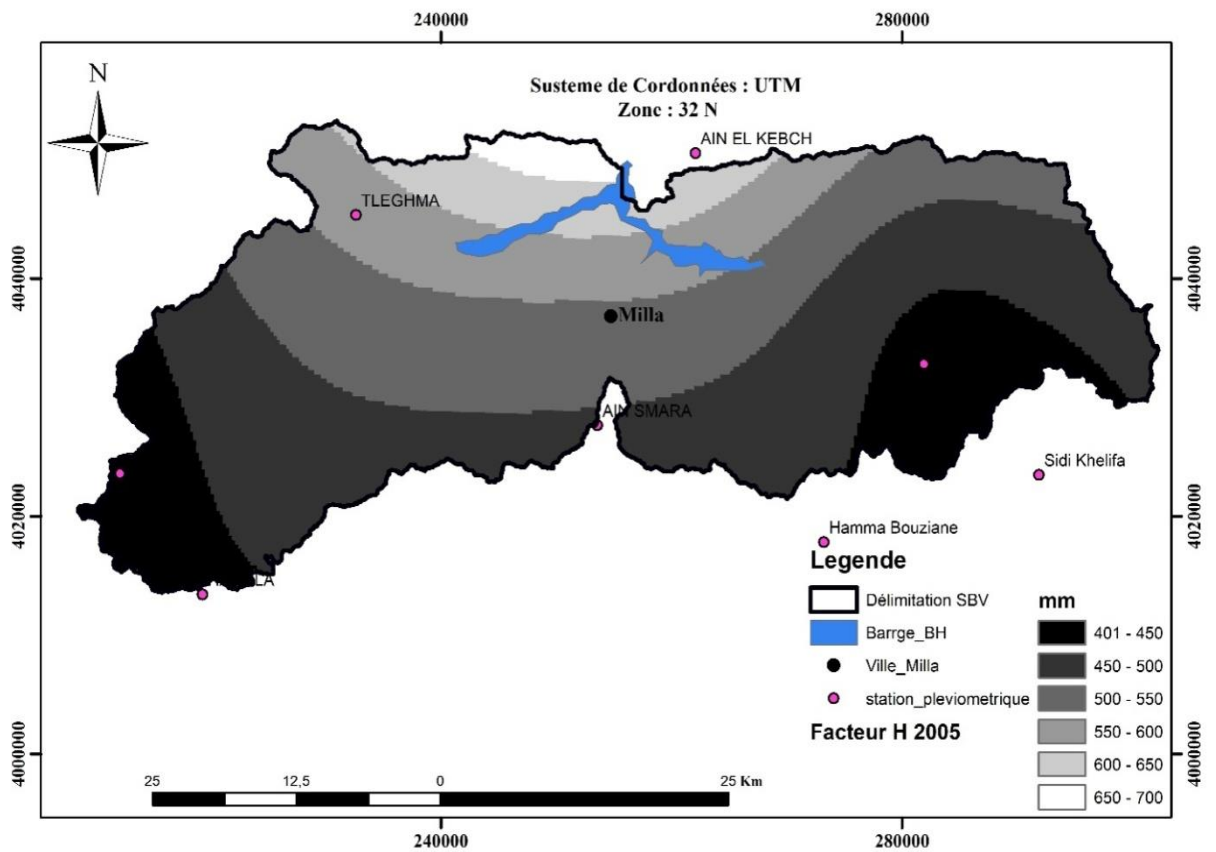 240000
280000
N
Susteme de Cordonnées : UTM
Zone : 32 N
AIN EL KEBCH
TLEGHMA
4040000
4040000
Milla
AIN SMARA
Sidi Khelifa
4020000
4020000
Hamma Bouziane
Legende
Délimitation SBV
mm
Barrge_BH
401 - 450
Ville_Milla
450 - 500
station_pleviometrique
500 - 550
Facteur H 2005
550 - 600
600 - 650
650 - 700
4000000
4000000
25
12,5
0
25 Km
240000
280000